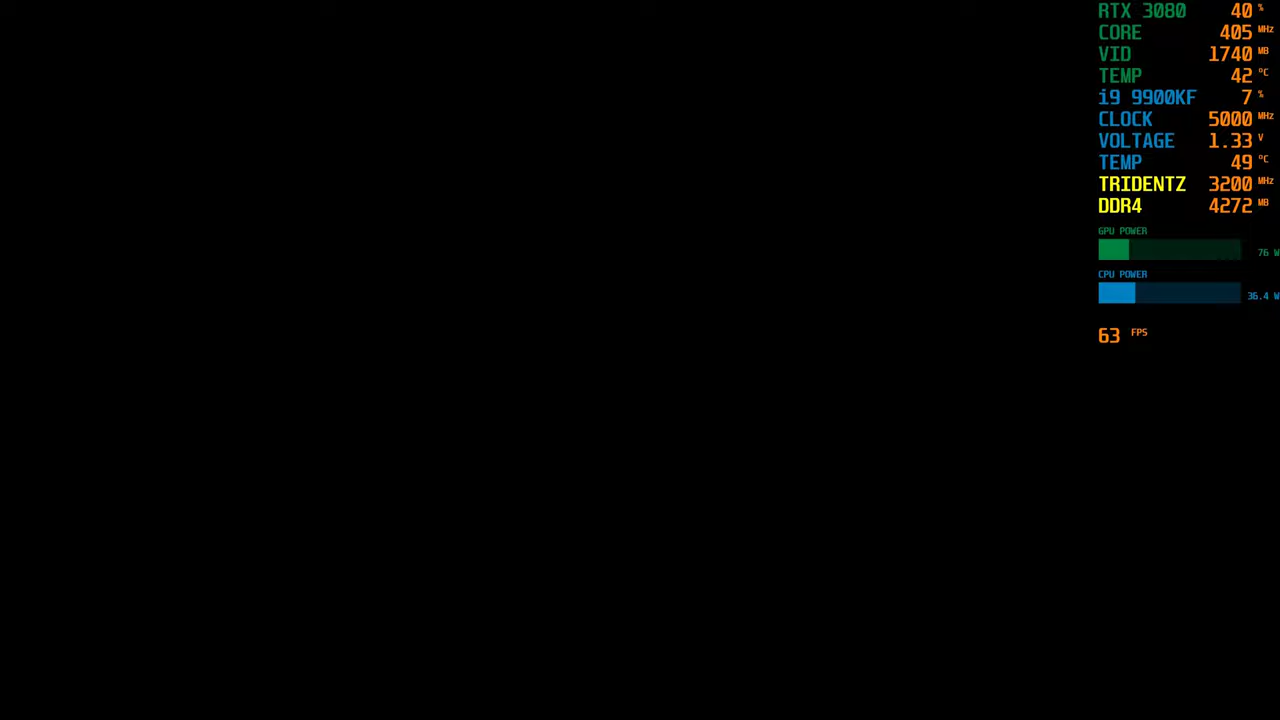 RTX 3080 40 %
CORE 405 MHz
VID 1740 MB
TEMP 42 °C
i9 9900KF 7 %
CLOCK 5000 MHz
VOLTAGE 1.33 V
TEMP 49 °C
TRIDENTZ 3200 MHz
DDR4 4272 MB
GPU POWER
76 W
CPU POWER
36.4 W
63 FPS